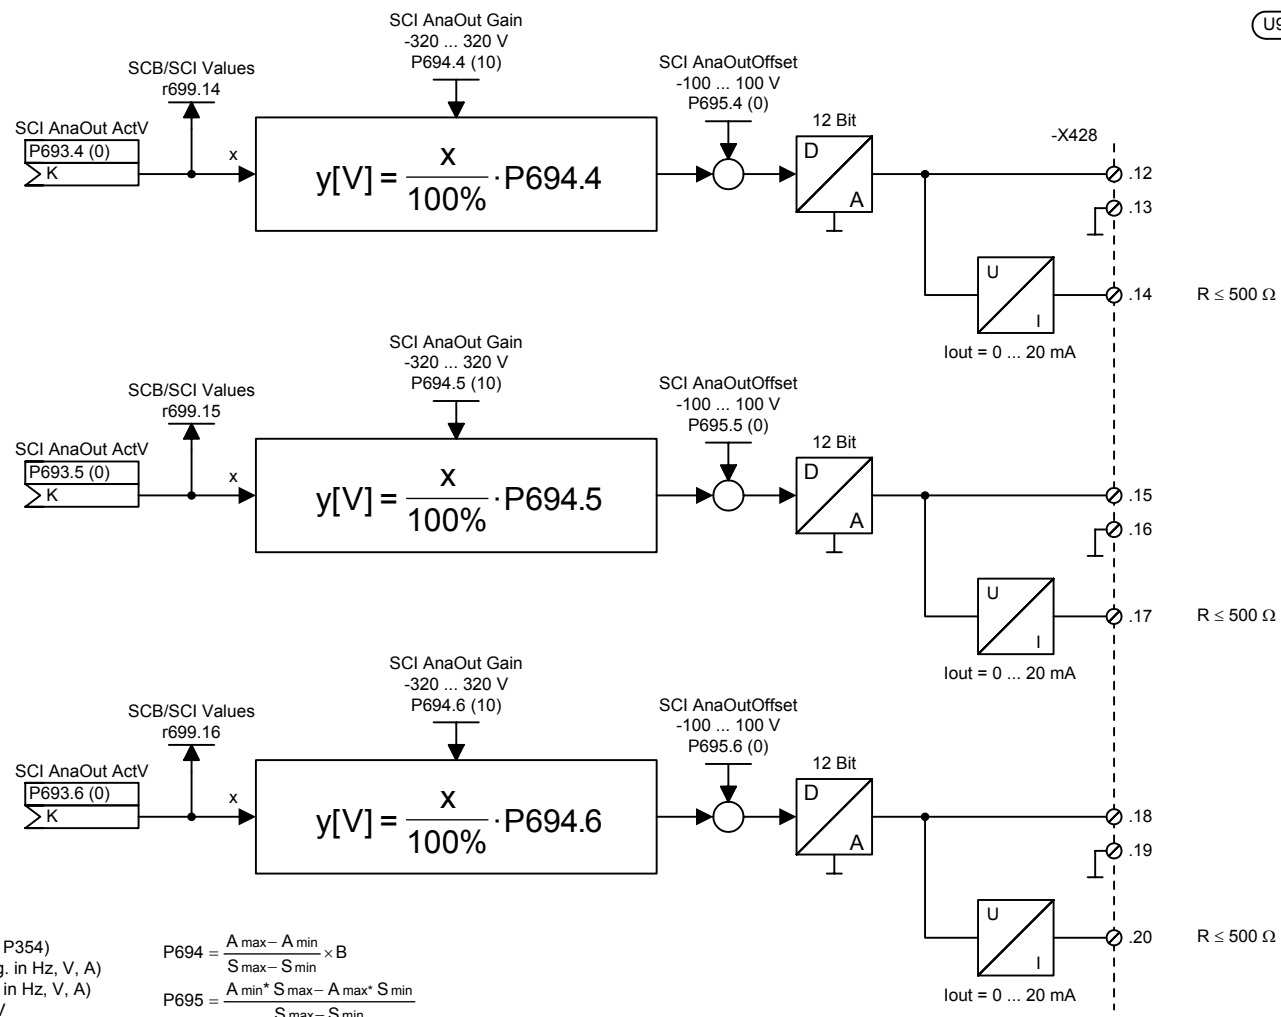 U9
SCI AnaOut Gain
-320 ... 320 V
P694.4 (10)
SCB/SCI Values
r699.14
SCI AnaOutOffset
-100 ... 100 V
P695.4 (0)
SCI AnaOut ActV
P693.4 (0)
K
x
y[V] = x / 100% · P694.4
12 Bit
D
A
-X428
.12
.13
U
I
.14
R ≤ 500 Ω
Iout = 0 ... 20 mA
SCI AnaOut Gain
-320 ... 320 V
P694.5 (10)
SCB/SCI Values
r699.15
SCI AnaOutOffset
-100 ... 100 V
P695.5 (0)
SCI AnaOut ActV
P693.5 (0)
K
x
y[V] = x / 100% · P694.5
12 Bit
D
A
.15
.16
U
I
.17
R ≤ 500 Ω
Iout = 0 ... 20 mA
SCI AnaOut Gain
-320 ... 320 V
P694.6 (10)
SCB/SCI Values
r699.16
SCI AnaOutOffset
-100 ... 100 V
P695.6 (0)
SCI AnaOut ActV
P693.6 (0)
K
x
y[V] = x / 100% · P694.6
12 Bit
D
A
.18
.19
U
I
.20
R ≤ 500 Ω
Iout = 0 ... 20 mA
P354)
g. in Hz, V, A)
in Hz, V, A)
P694 = A max− A min / S max− S min × B
P695 = A min* S max− A max* S min / S max− S min